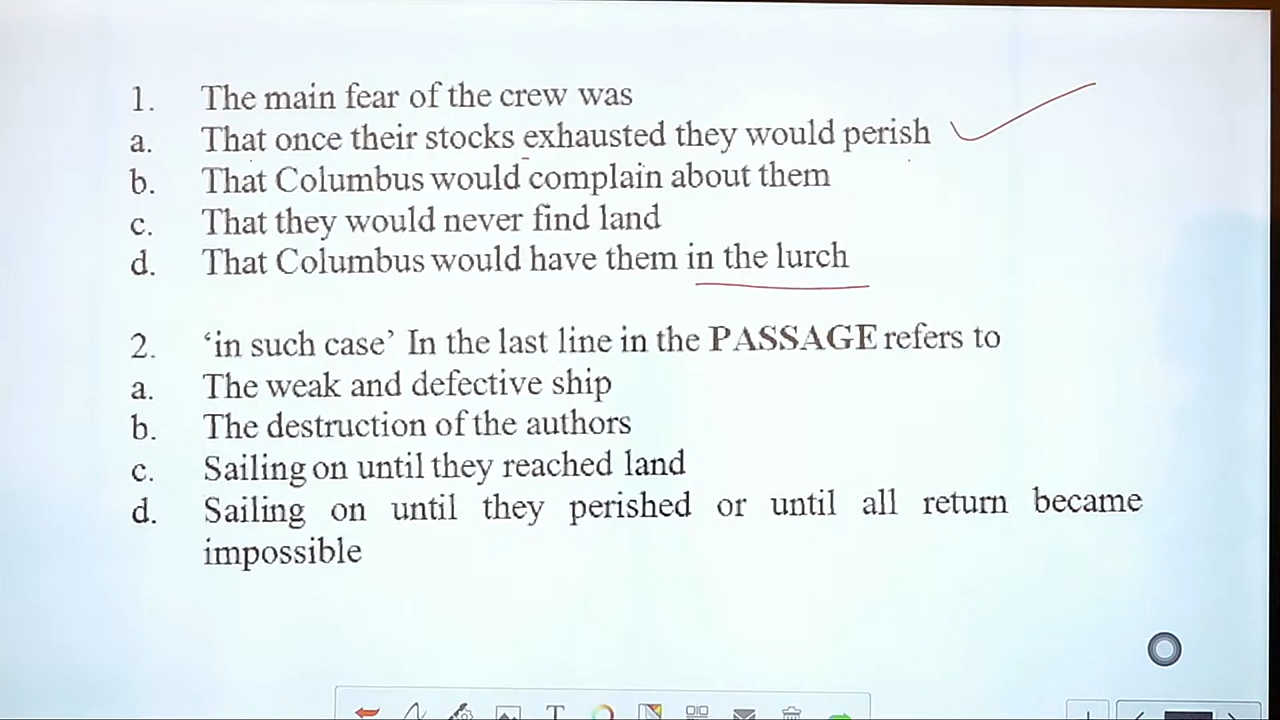 1. The main fear of the crew was
a. That once their stocks exhausted they would perish
b. That Columbus would complain about them
c. That they would never find land
d. That Columbus would have them in the lurch
2. ‘in such case’ In the last line in the PASSAGE refers to
a. The weak and defective ship
b. The destruction of the authors
c. Sailing on until they reached land
d. Sailing on until they perished or until all return became
impossible